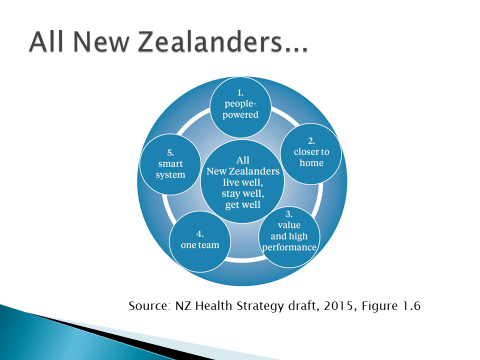 All New Zealanders...
1.
people-
powered
2.
closer to
home
3.
value
and high
performance
4.
one team
5.
smart
system
All
New Zealanders
live well,
stay well,
get well
Source: NZ Health Strategy draft, 2015, Figure 1.6